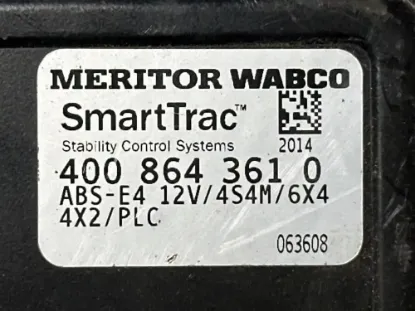 MERITOR WABCO
SmartTrac™
Stability Control Systems
2014
400 864 361 0
ABS-E4 12V/4S4M/6X4
4X2/PLC
063608